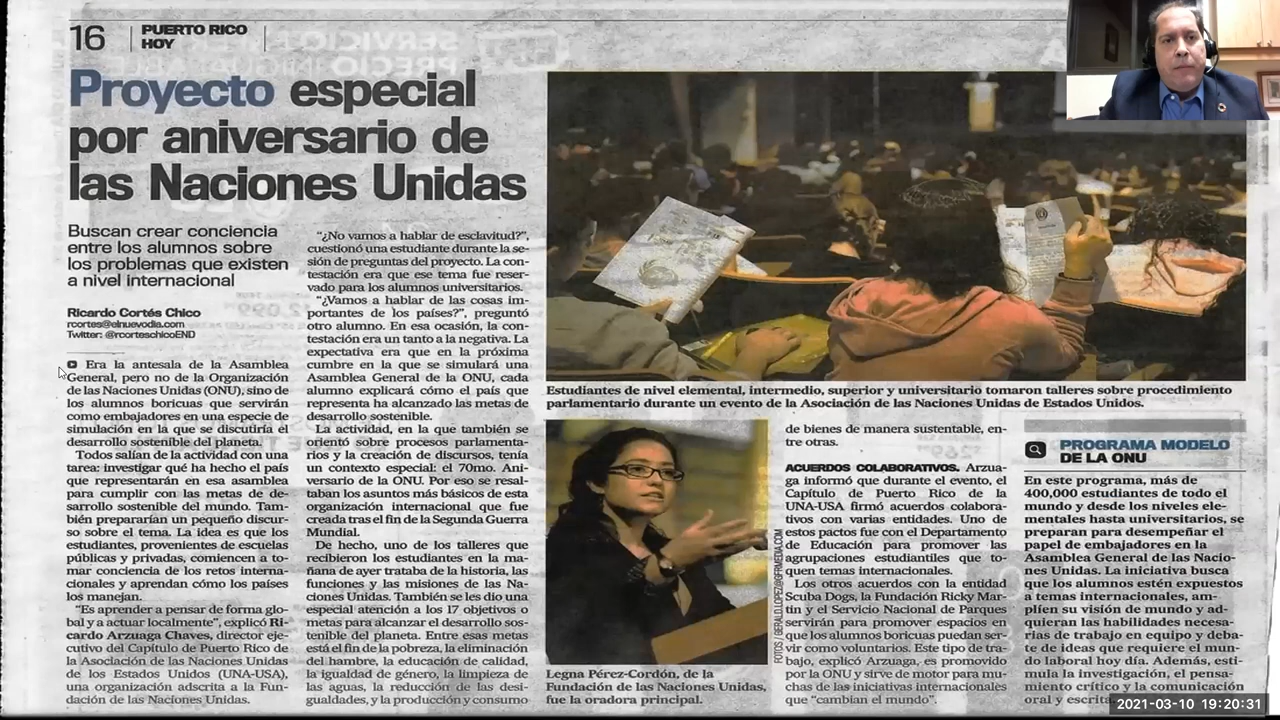 16
PUERTO RICO
HOY
Proyecto especial
por aniversario de
las Naciones Unidas
Buscan crear conciencia
entre los alumnos sobre
los problemas que existen
a nivel internacional
Ricardo Cortés Chico
rcortes@elnuevodia.com
Twitter: @rcorteschicoEND
Era la antesala de la Asamblea
General, pero no de la Organización
de las Naciones Unidas (ONU), sino de
los alumnos boricuas que servirán
como embajadores en una especie de
simulación en la que se discutiría el
desarrollo sostenible del planeta.
Todos salían de la actividad con una
tarea: investigar qué ha hecho el país
que representarán en esa asamblea
para cumplir con las metas de de-
sarrollo sostenible del mundo. Tam-
bién prepararían un pequeño discur-
so sobre el tema. La idea es que los
estudiantes, provenientes de escuelas
públicas y privadas, comiencen a to-
mar conciencia de los retos interna-
cionales y aprendan cómo los países
los manejan.
“Es aprender a pensar de forma glo-
bal y a actuar localmente”, explicó Ri-
cardo Arzuaga Chaves, director eje-
cutivo del Capítulo de Puerto Rico de
la Asociación de las Naciones Unidas
de los Estados Unidos (UNA-USA),
una organización adscrita a la Fun-
dación de las Naciones Unidas.
“¿No vamos a hablar de esclavitud?”,
cuestionó una estudiante durante la se-
sión de preguntas del proyecto. La con-
testación era que ese tema fue reser-
vado para los alumnos universitarios.
“¿Vamos a hablar de las cosas im-
portantes de los países?”, preguntó
otro alumno. En esa ocasión, la con-
testación era un tanto a la negativa. La
expectativa era que en la próxima
cumbre en la que se simulará una
Asamblea General de la ONU, cada
alumno explicará cómo el país que
representa ha alcanzado las metas de
desarrollo sostenible.
La actividad, en la que también se
orientó sobre procesos parlamenta-
rios y la creación de discursos, tenía
un contexto especial: el 70mo. Ani-
versario de la ONU. Por eso se resal-
taban los asuntos más básicos de esta
organización internacional que fue
creada tras el fin de la Segunda Guerra
Mundial.
De hecho, uno de los talleres que
recibieron los estudiantes en la ma-
ñana de ayer trataba de la historia, las
funciones y las misiones de las Na-
ciones Unidas. También se les dio una
especial atención a los 17 objetivos o
metas para alcanzar el desarrollo sos-
tenible del planeta. Entre esas metas
está el fin de la pobreza, la eliminación
del hambre, la educación de calidad,
la igualdad de género, la limpieza de
las aguas, la reducción de las desi-
gualdades, y la producción y consumo
Estudiantes de nivel elemental, intermedio, superior y universitario tomaron talleres sobre procedimiento
parlamentario durante un evento de la Asociación de las Naciones Unidas de Estados Unidos.
FOTOS / GERALD.LOPEZ@GFRMEDIA.COM
Legna Pérez-Cordón, de la
Fundación de las Naciones Unidas,
fue la oradora principal.
de bienes de manera sustentable, en-
tre otras.
ACUERDOS COLABORATIVOS. Arzua-
ga informó que durante el evento, el
Capítulo de Puerto Rico de la
UNA-USA firmó acuerdos colabora-
tivos con varias entidades. Uno de
estos pactos fue con el Departamento
de Educación para promover las
agrupaciones estudiantiles que to-
quen temas internacionales.
Los otros acuerdos con la entidad
Scuba Dogs, la Fundación Ricky Mar-
tin y el Servicio Nacional de Parques
servirán para promover espacios en
que los alumnos boricuas puedan ser-
vir como voluntarios. Este tipo de tra-
bajo, explicó Arzuaga, es promovido
por la ONU y sirve de motor para mu-
chas de las iniciativas internacionales
que “cambian el mundo”.
PROGRAMA MODELO
DE LA ONU
En este programa, más de
400,000 estudiantes de todo el
mundo y desde los niveles ele-
mentales hasta universitarios, se
preparan para desempeñar el
papel de embajadores en la
Asamblea General de las Nacio-
nes Unidas. La iniciativa busca
que los alumnos estén expuestos
a temas internacionales, am-
plíen su visión de mundo y ad-
quieran las habilidades necesa-
rias de trabajo en equipo y deba-
te de ideas que requiere el mun-
do laboral hoy día. Además, esti-
mula la investigación, el pensa-
miento crítico y la comunicación
oral y escrita
2021-03-10 19:20:31